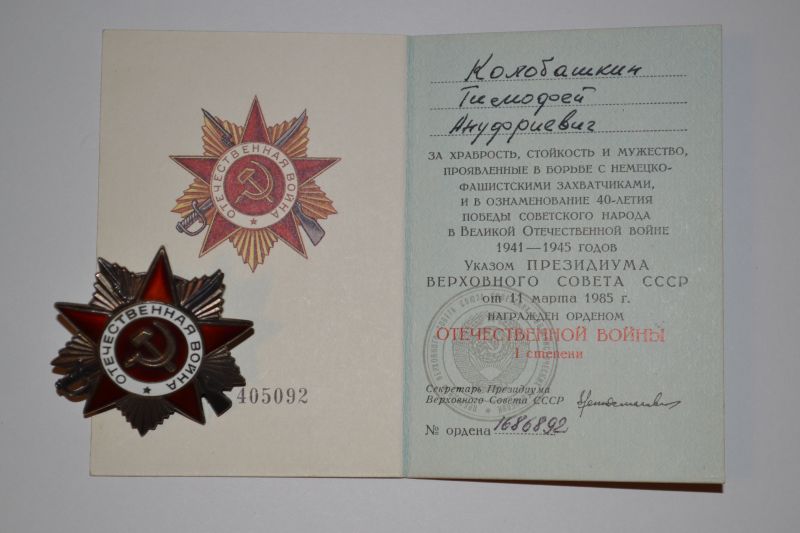 ОТЕЧЕСТВЕННАЯ ВОЙНА
ОТЕЧЕСТВЕННАЯ ВОЙНА
405092
Колобашкин
Тимофей
Ануфриевич
ЗА ХРАБРОСТЬ, СТОЙКОСТЬ И МУЖЕСТВО,
ПРОЯВЛЕННЫЕ В БОРЬБЕ С НЕМЕЦКО-
ФАШИСТСКИМИ ЗАХВАТЧИКАМИ,
И В ОЗНАМЕНОВАНИЕ 40-ЛЕТИЯ
ПОБЕДЫ СОВЕТСКОГО НАРОДА
В ВЕЛИКОЙ ОТЕЧЕСТВЕННОЙ ВОЙНЕ
1941—1945 ГОДОВ
УКАЗОМ ПРЕЗИДИУМА
ВЕРХОВНОГО СОВЕТА СССР
от 11 марта 1985 г.
НАГРАЖДЕН ОРДЕНОМ
ОТЕЧЕСТВЕННОЙ ВОЙНЫ
I степени
Секретарь Президиума
Верховного Совета СССР
№ ордена 1686892